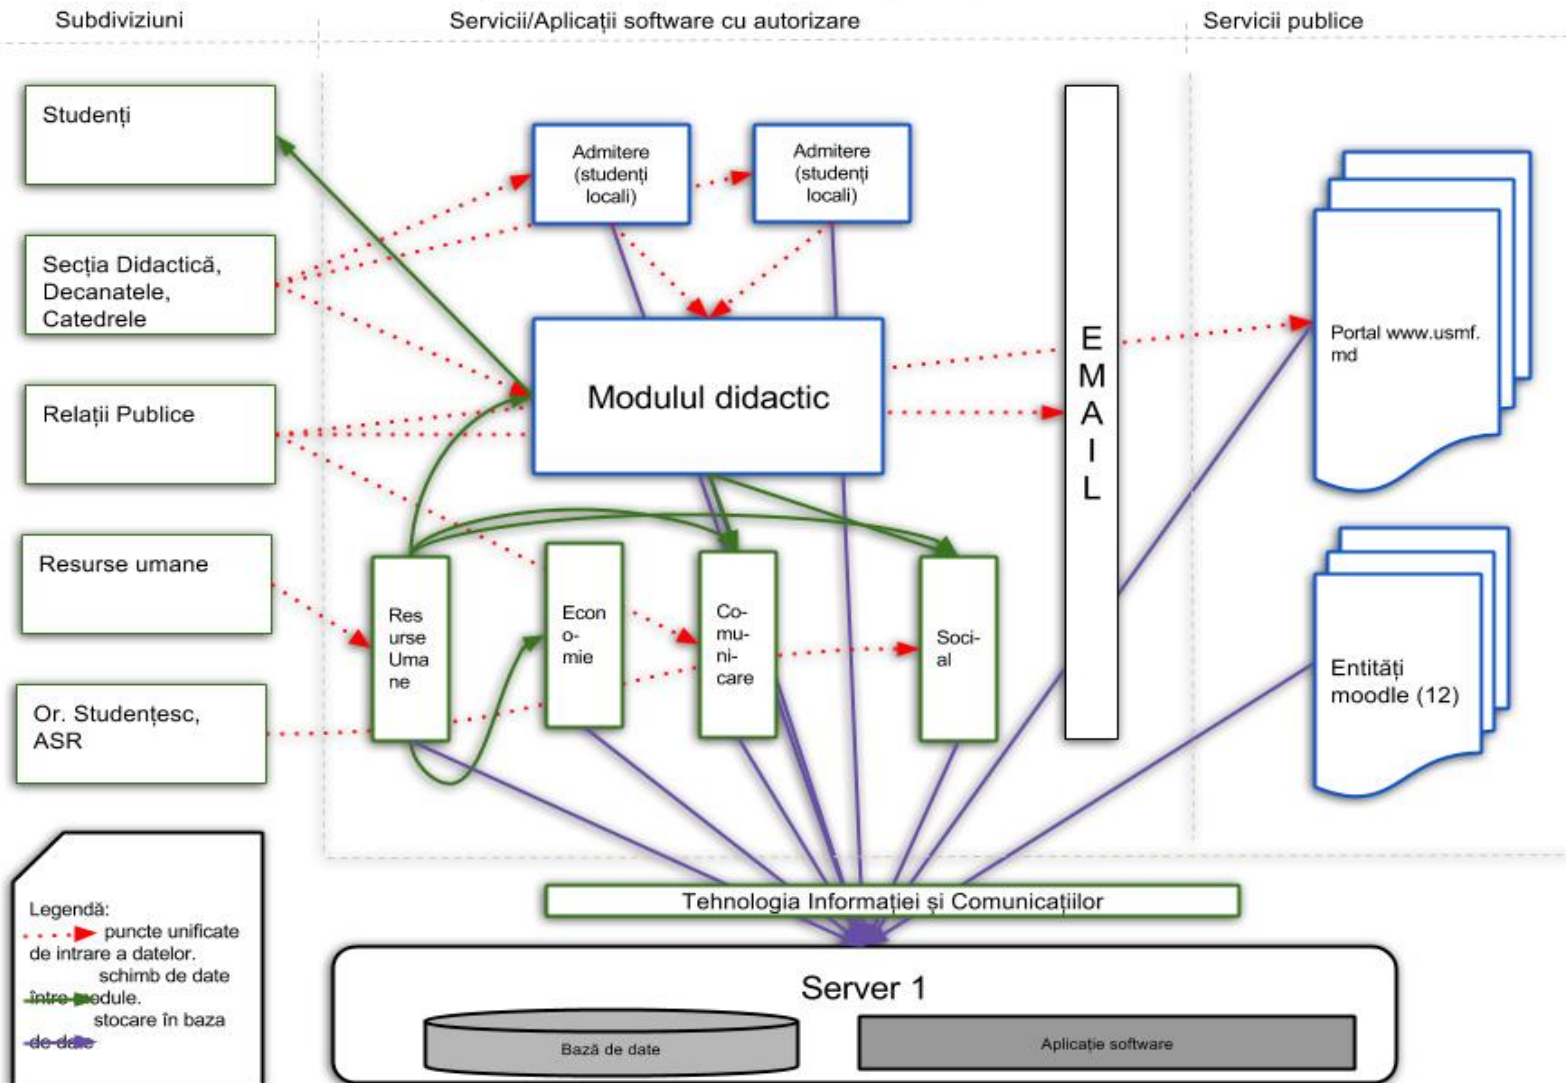 Subdiviziuni
Servicii/Aplicații software cu autorizare
Servicii publice
Studenți
Secția Didactică,
Decanatele,
Catedrele
Relații Publice
Resurse umane
Or. Studențesc,
ASR
Admitere
(studenți
locali)
Admitere
(studenți
locali)
Modulul didactic
Res
urse
Uma
ne
Econ
o-
mie
Co-
mu-
ni-
care
Soci-
al
E
M
A
I
L
Portal www.usmf.
md
Entități
moodle (12)
Legendă:
puncte unificate
de intrare a datelor.
schimb de date
între module.
stocare în baza
de date
Tehnologia Informației și Comunicațiilor
Server 1
Bază de date
Aplicație software